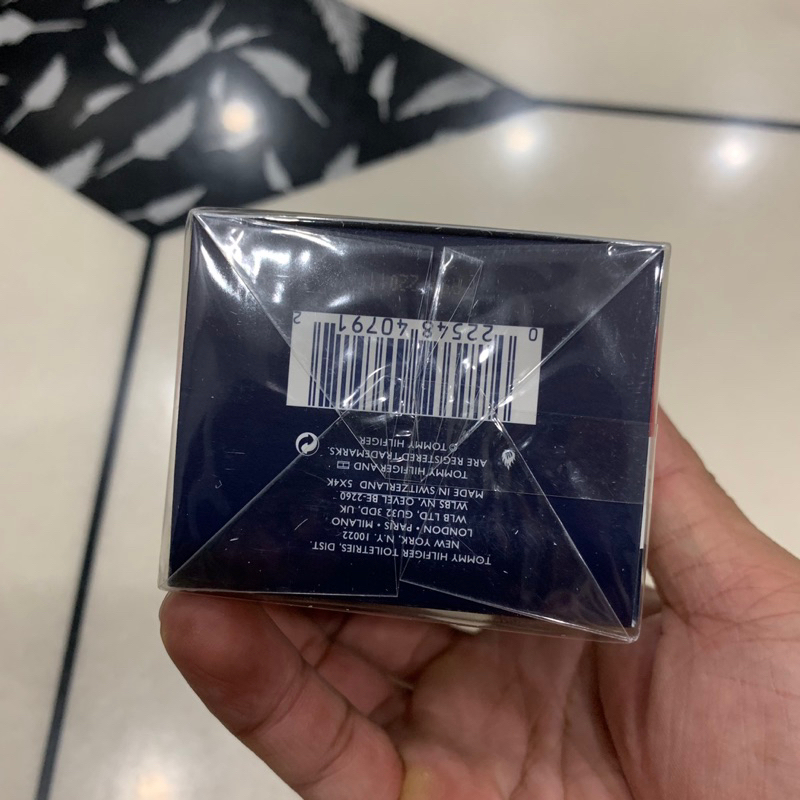 TOMMY HILFIGER TOILETRIES, DIST.
NEW YORK, N.Y. 10022
LONDON • PARIS • MILANO
WLB LTD, GU32 3DD, UK
WLBS NV. OEVEL BE-2260
MADE IN SWITZERLAND 5X4K
TOMMY HILFIGER AND
ARE REGISTERED TRADEMARKS.
© TOMMY HILFIGER
0 22548 40791 2